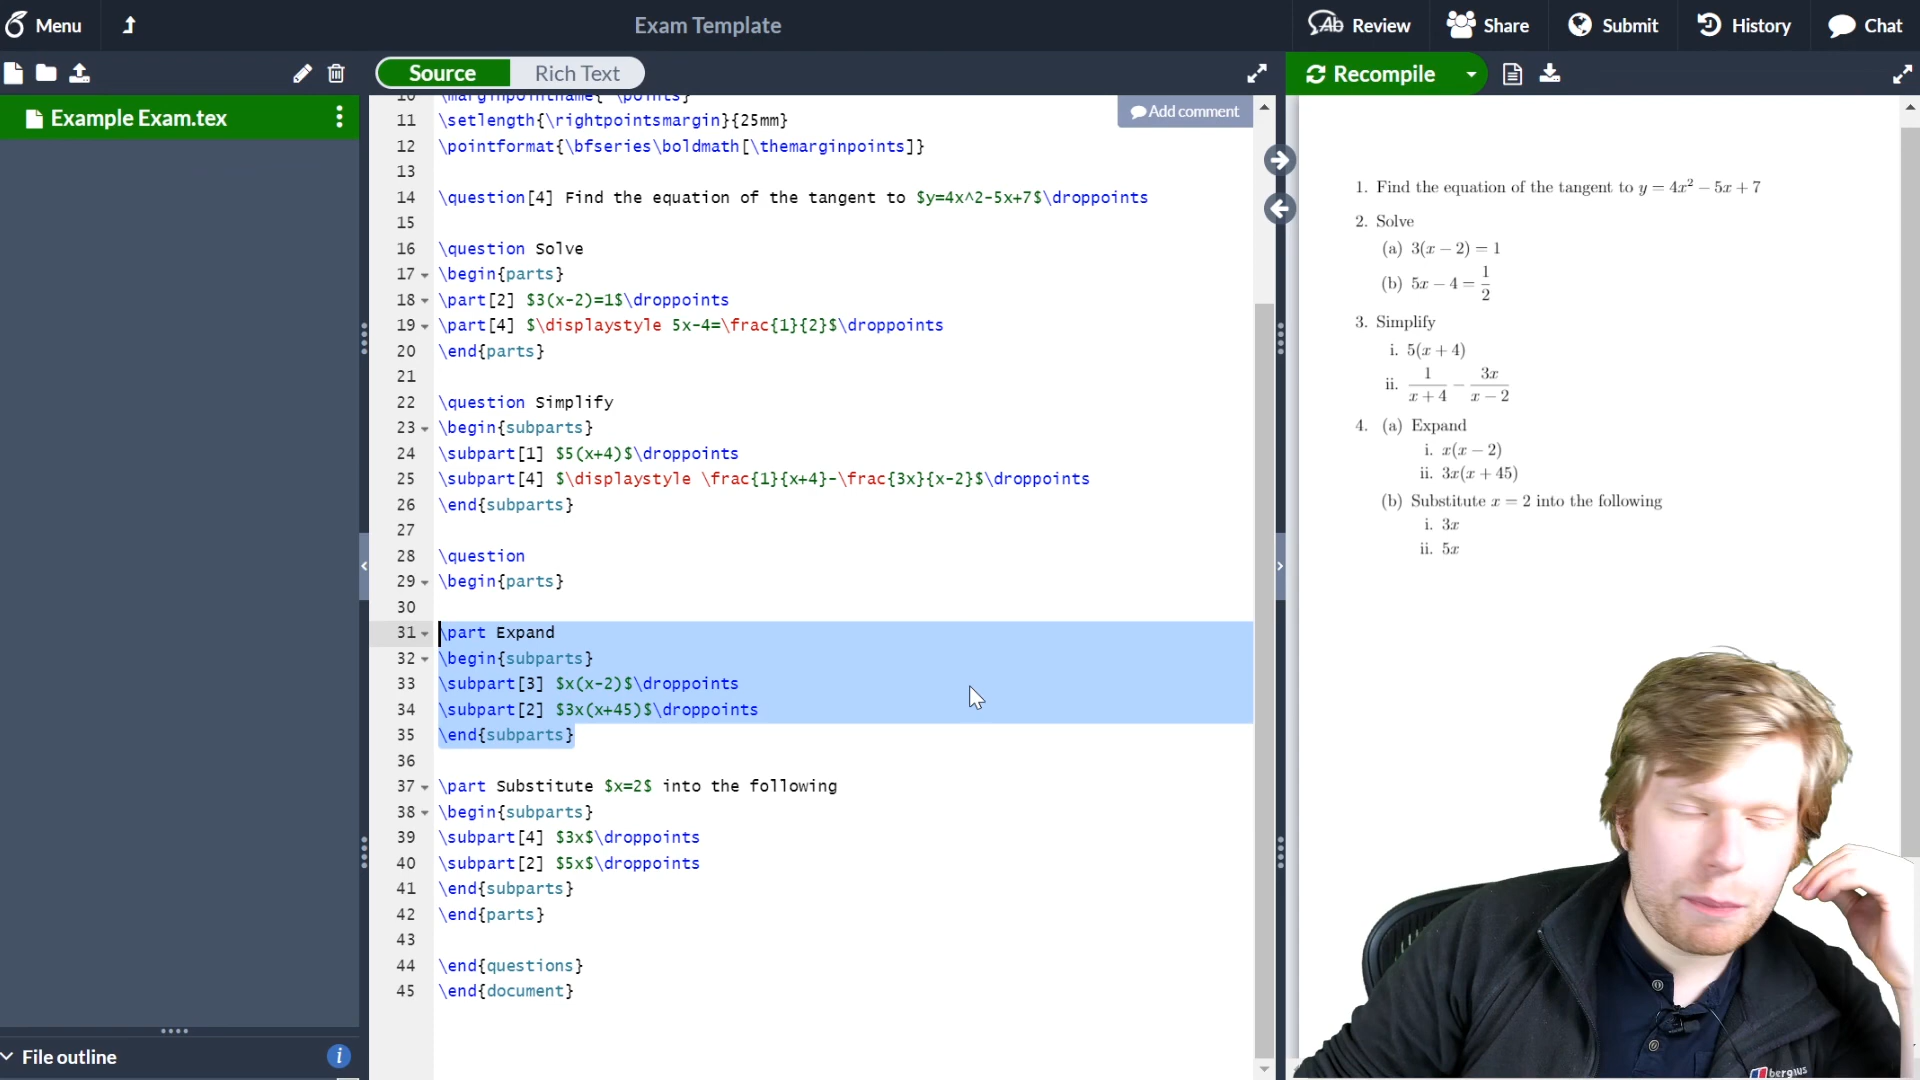 Menu
Exam Template
Review
Share
Submit
History
Chat
Source
Rich Text
Recompile
Example Exam.tex
Add comment
10 \marginpointname{ \points}
11 \setlength{\rightpointsmargin}{25mm}
12 \pointformat{\bfseries\boldmath[\themarginpoints]}
13
14 \question[4] Find the equation of the tangent to $y=4x^2-5x+7$\droppoints
15
16 \question Solve
17 \begin{parts}
18 \part[2] $3(x-2)=1$\droppoints
19 \part[4] $\displaystyle 5x-4=\frac{1}{2}$\droppoints
20 \end{parts}
21
22 \question Simplify
23 \begin{subparts}
24 \subpart[1] $5(x+4)$\droppoints
25 \subpart[4] $\displaystyle \frac{1}{x+4}-\frac{3x}{x-2}$\droppoints
26 \end{subparts}
27
28 \question
29 \begin{parts}
30
31 \part Expand
32 \begin{subparts}
33 \subpart[3] $x(x-2)$\droppoints
34 \subpart[2] $3x(x+45)$\droppoints
35 \end{subparts}
36
37 \part Substitute $x=2$ into the following
38 \begin{subparts}
39 \subpart[4] $3x$\droppoints
40 \subpart[2] $5x$\droppoints
41 \end{subparts}
42 \end{parts}
43
44 \end{questions}
45 \end{document}
File outline
1. Find the equation of the tangent to y = 4x² − 5x + 7
2. Solve
(a) 3(x − 2) = 1
(b) 5x − 4 = 1/2
3. Simplify
i. 5(x + 4)
ii. 1/(x + 4) − 3x/(x − 2)
4. (a) Expand
i. x(x − 2)
ii. 3x(x + 45)
(b) Substitute x = 2 into the following
i. 3x
ii. 5x
berghaus